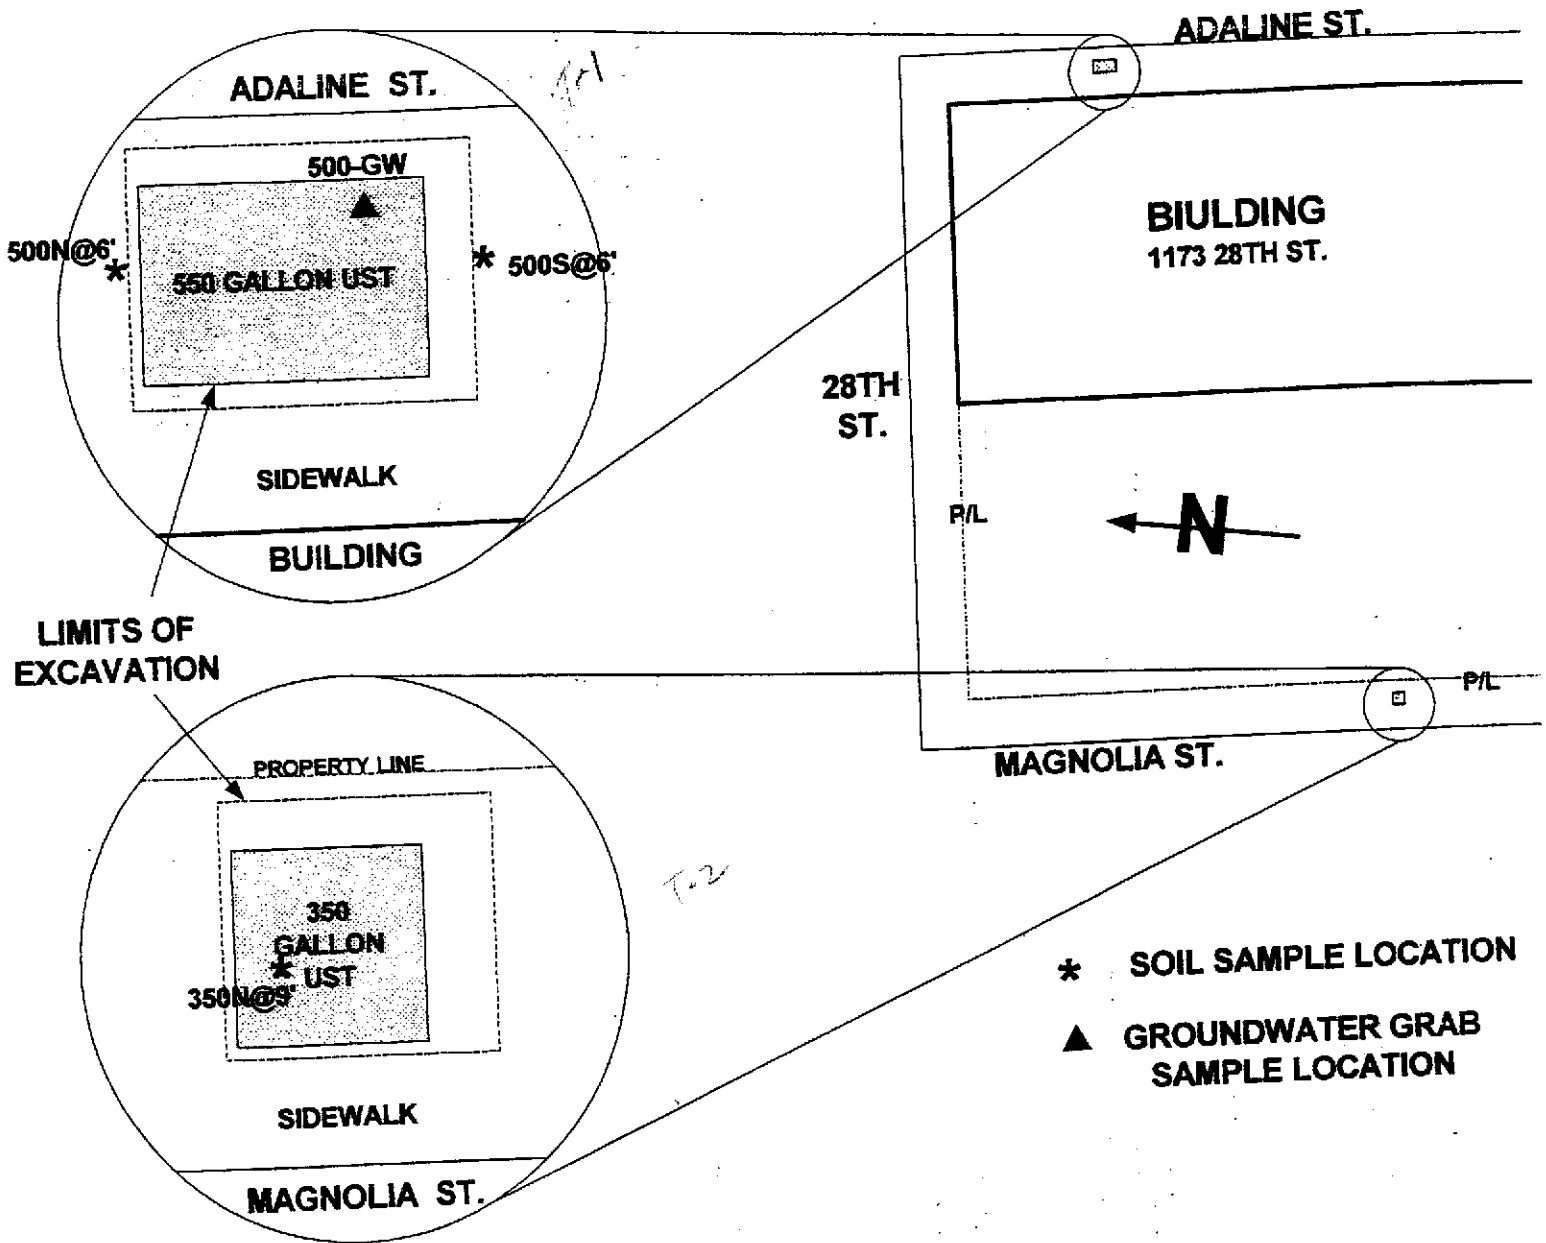 ADALINE ST.
ADALINE ST.
T-1
500-GW
500N@6'
550 GALLON UST
500S@6'
BIULDING
1173 28TH ST.
28TH
ST.
SIDEWALK
P/L
N
BUILDING
LIMITS OF
EXCAVATION
P/L
MAGNOLIA ST.
PROPERTY LINE
T-2
350
GALLON
UST
350N@9'
* SOIL SAMPLE LOCATION
▲ GROUNDWATER GRAB
SAMPLE LOCATION
SIDEWALK
MAGNOLIA ST.